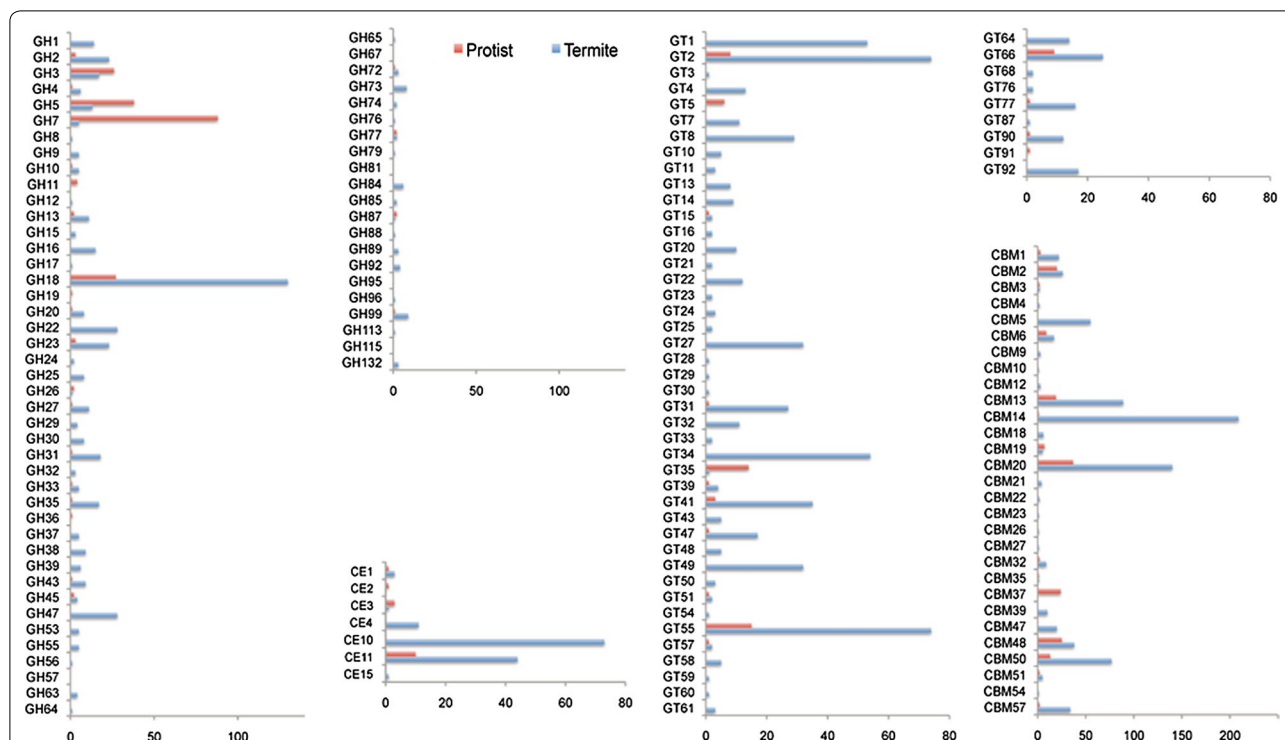 GH1
GH2
GH3
GH4
GH5
GH7
GH8
GH9
GH10
GH11
GH12
GH13
GH15
GH16
GH17
GH18
GH19
GH20
GH22
GH23
GH24
GH25
GH26
GH27
GH29
GH30
GH31
GH32
GH33
GH35
GH36
GH37
GH38
GH39
GH43
GH45
GH47
GH53
GH55
GH56
GH57
GH63
GH64
0 50 100
GH65
GH67
GH72
GH73
GH74
GH76
GH77
GH79
GH81
GH84
GH85
GH87
GH88
GH89
GH92
GH95
GH96
GH99
GH113
GH115
GH132
0 50 100
Protist Termite
CE1
CE2
CE3
CE4
CE10
CE11
CE15
0 20 40 60 80
GT1
GT2
GT3
GT4
GT5
GT7
GT8
GT10
GT11
GT13
GT14
GT15
GT16
GT20
GT21
GT22
GT23
GT24
GT25
GT27
GT28
GT29
GT30
GT31
GT32
GT33
GT34
GT35
GT39
GT41
GT43
GT47
GT48
GT49
GT50
GT51
GT54
GT55
GT57
GT58
GT59
GT60
GT61
0 20 40 60 80
GT64
GT66
GT68
GT76
GT77
GT87
GT90
GT91
GT92
0 20 40 60 80
CBM1
CBM2
CBM3
CBM4
CBM5
CBM6
CBM9
CBM10
CBM12
CBM13
CBM14
CBM18
CBM19
CBM20
CBM21
CBM22
CBM23
CBM26
CBM27
CBM32
CBM35
CBM37
CBM39
CBM47
CBM48
CBM50
CBM51
CBM54
CBM57
0 50 100 150 200